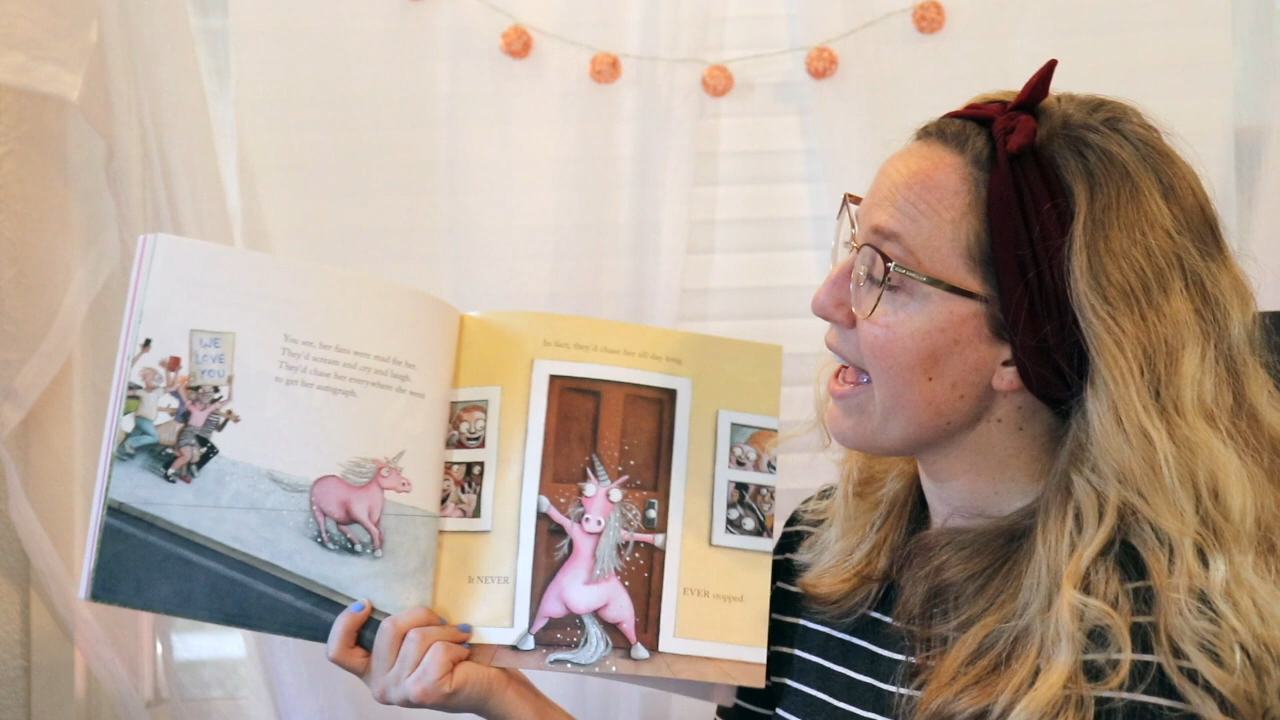 WE
LOVE
YOU
You see, her fans were mad for her.
They'd scream and cry and laugh.
They'd chase her everywhere she went
to get her autograph.
In fact, they'd chase her all day long.
It NEVER
EVER stopped.